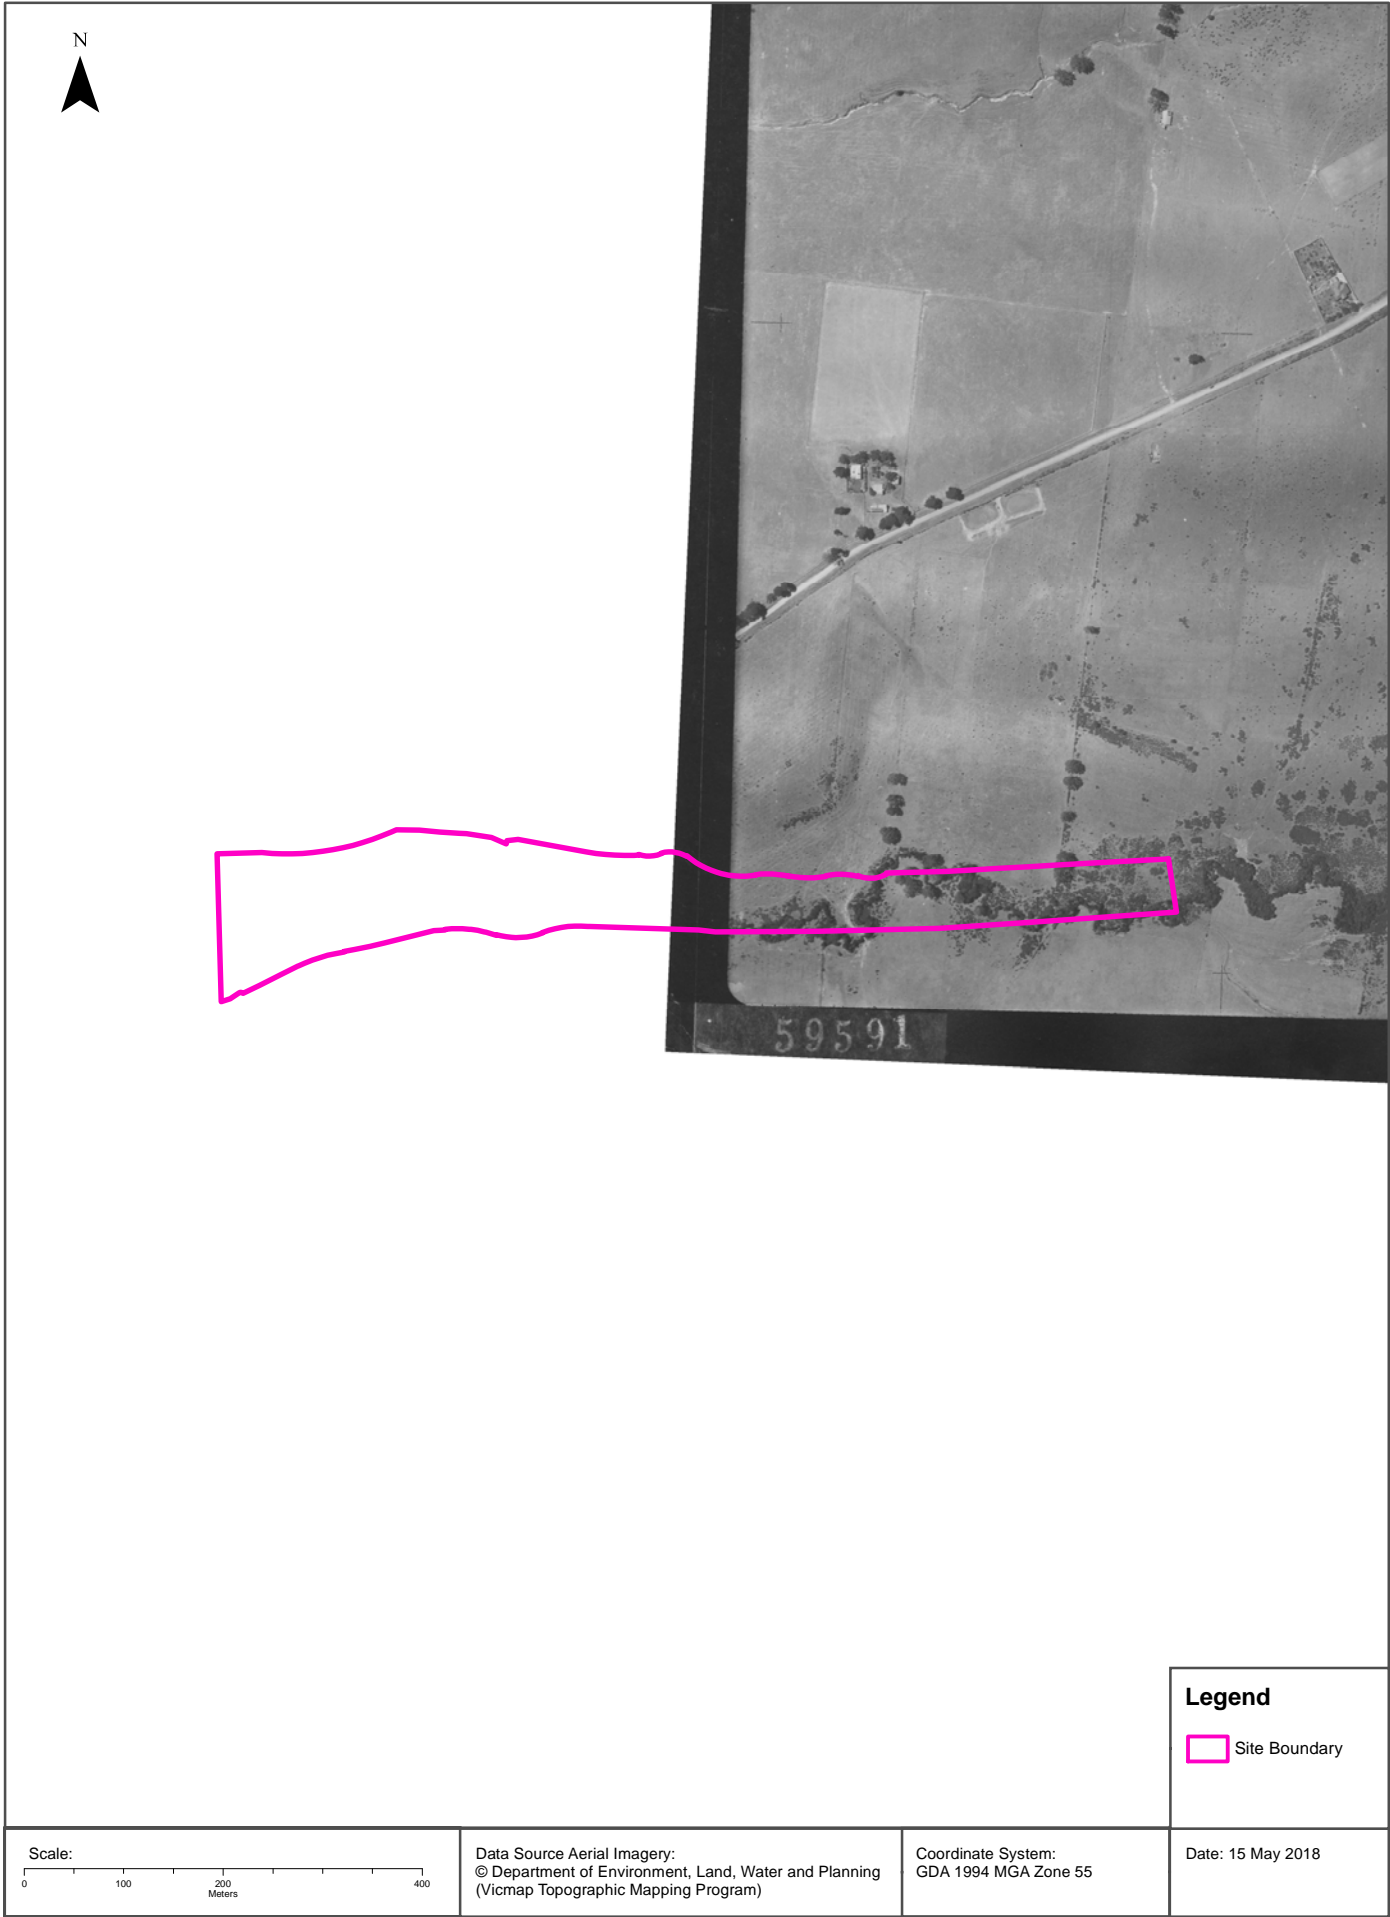 N
59591
Legend
Site Boundary
Scale:
0 100 200 400
Meters
Data Source Aerial Imagery:
© Department of Environment, Land, Water and Planning
(Vicmap Topographic Mapping Program)
Coordinate System:
GDA 1994 MGA Zone 55
Date: 15 May 2018